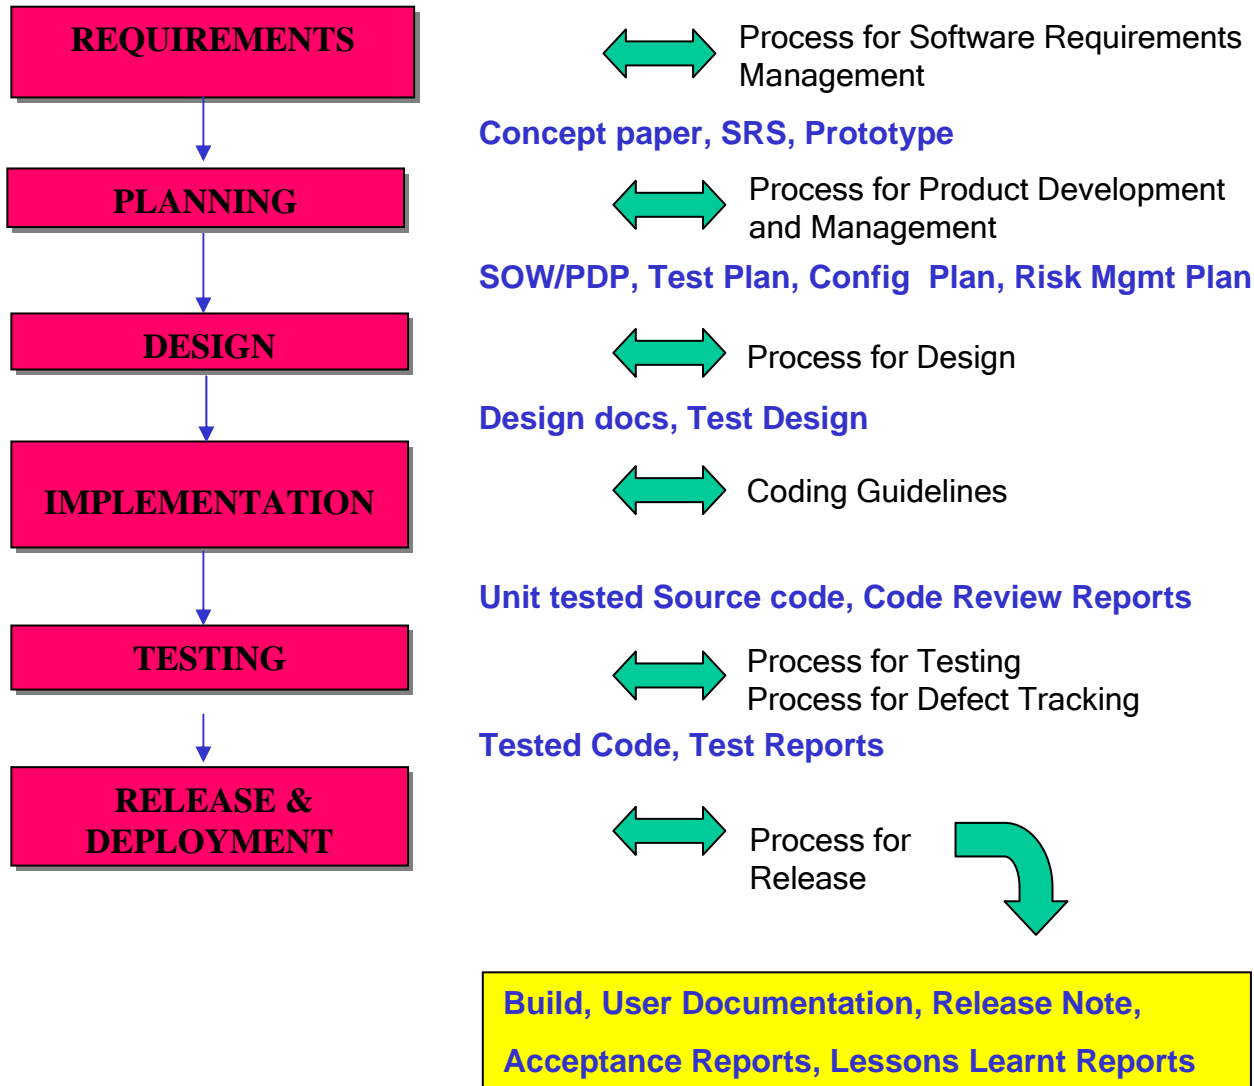 REQUIREMENTS
Process for Software Requirements
Management
Concept paper, SRS, Prototype
PLANNING
Process for Product Development
and Management
SOW/PDP, Test Plan, Config Plan, Risk Mgmt Plan
DESIGN
Process for Design
Design docs, Test Design
IMPLEMENTATION
Coding Guidelines
Unit tested Source code, Code Review Reports
TESTING
Process for Testing
Process for Defect Tracking
Tested Code, Test Reports
RELEASE &
DEPLOYMENT
Process for
Release
Build, User Documentation, Release Note,
Acceptance Reports, Lessons Learnt Reports